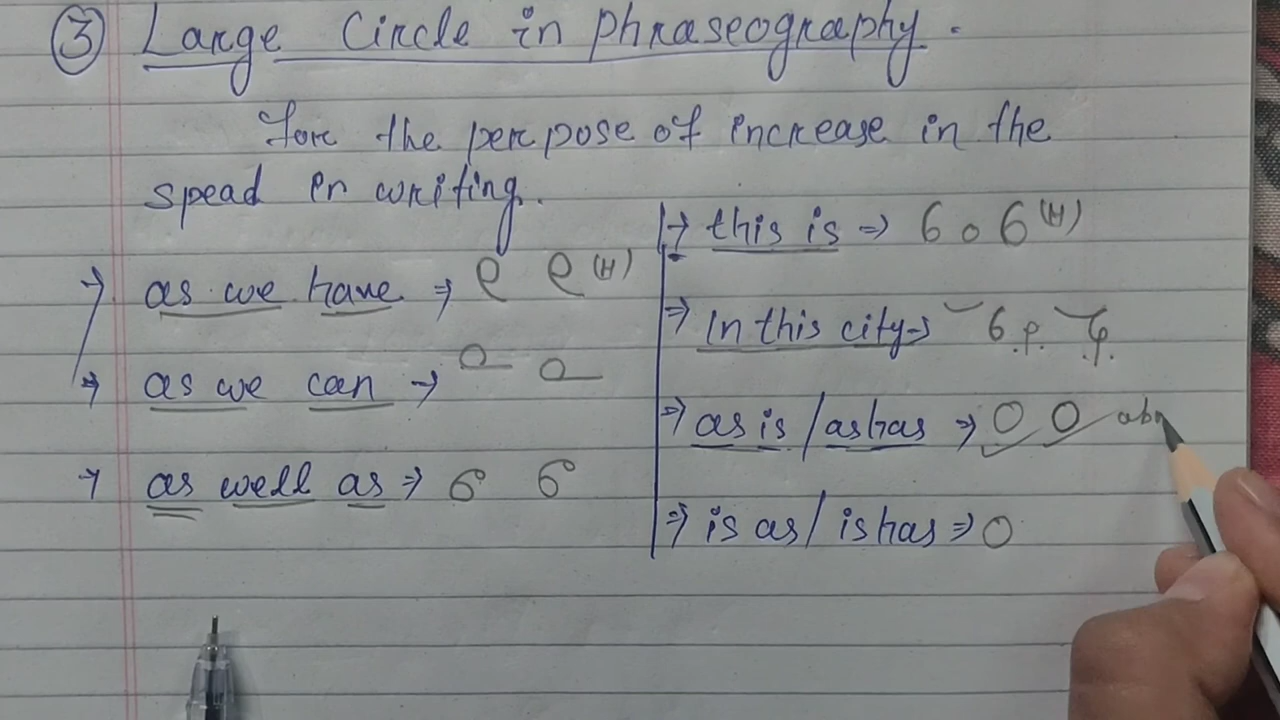 ③ Large Circle in phraseography.
for the perpose of increase in the
spead in writing.
→ as we have ⇒ (H)
→ as we can →
→ as well as ⇒
→ this is ⇒ (H)
⇒ In this city →
⇒ as is / as has ⇒
⇒ is as / is has ⇒